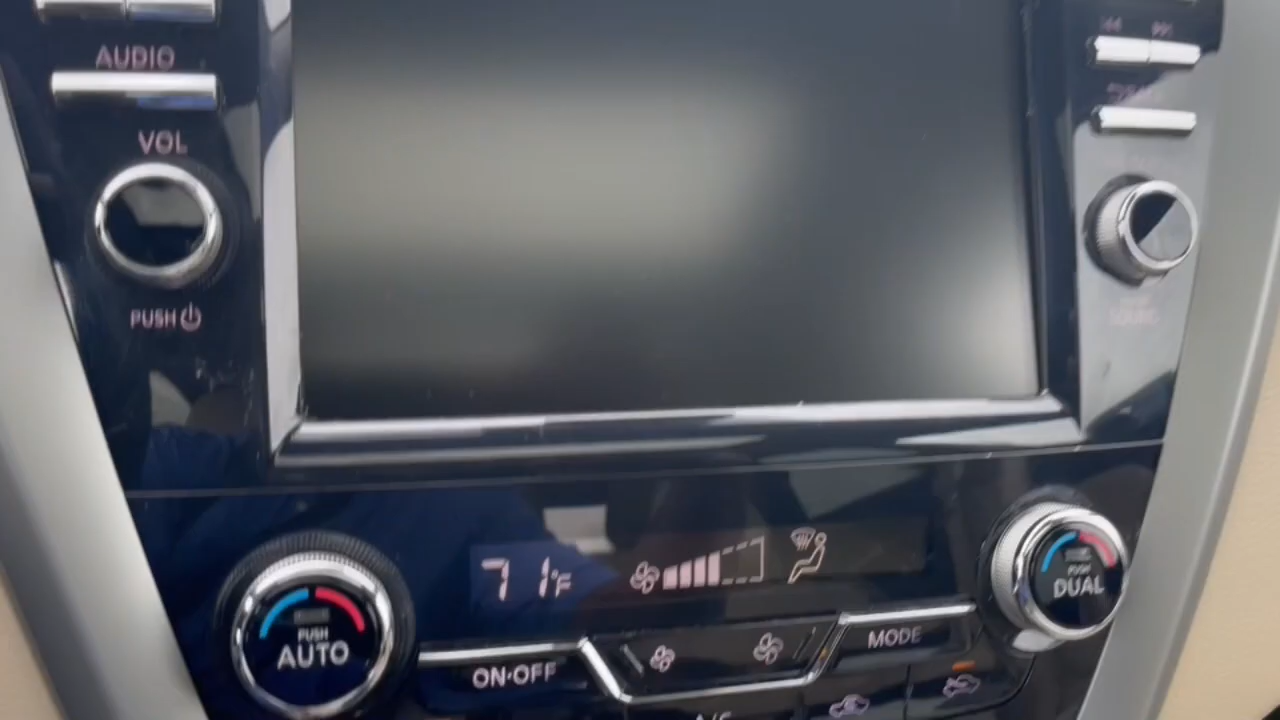 AUDIO
VOL
PUSH
71°F
PUSH
AUTO
ON·OFF
MODE
PUSH
DUAL
A/C